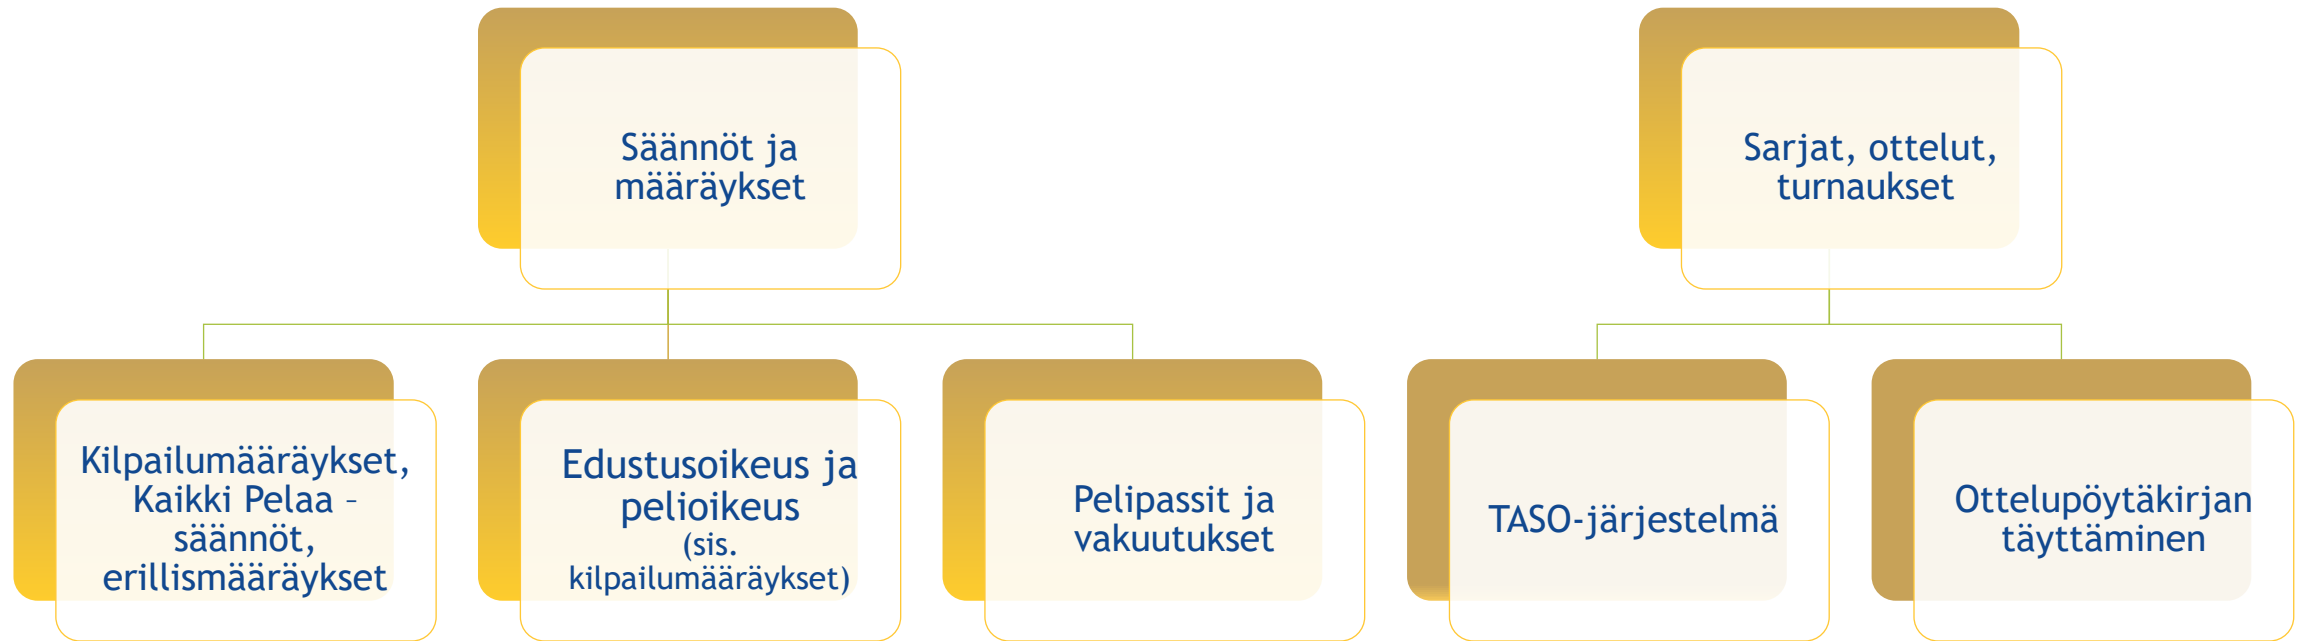 Säännöt ja
määräykset
Sarjat, ottelut,
turnaukset
Kilpailumääräykset,
Kaikki Pelaa –
säännöt,
erillismääräykset
Edustusoikeus ja
pelioikeus
(sis.
kilpailumääräykset)
Pelipassit ja
vakuutukset
TASO-järjestelmä
Ottelupöytäkirjan
täyttäminen